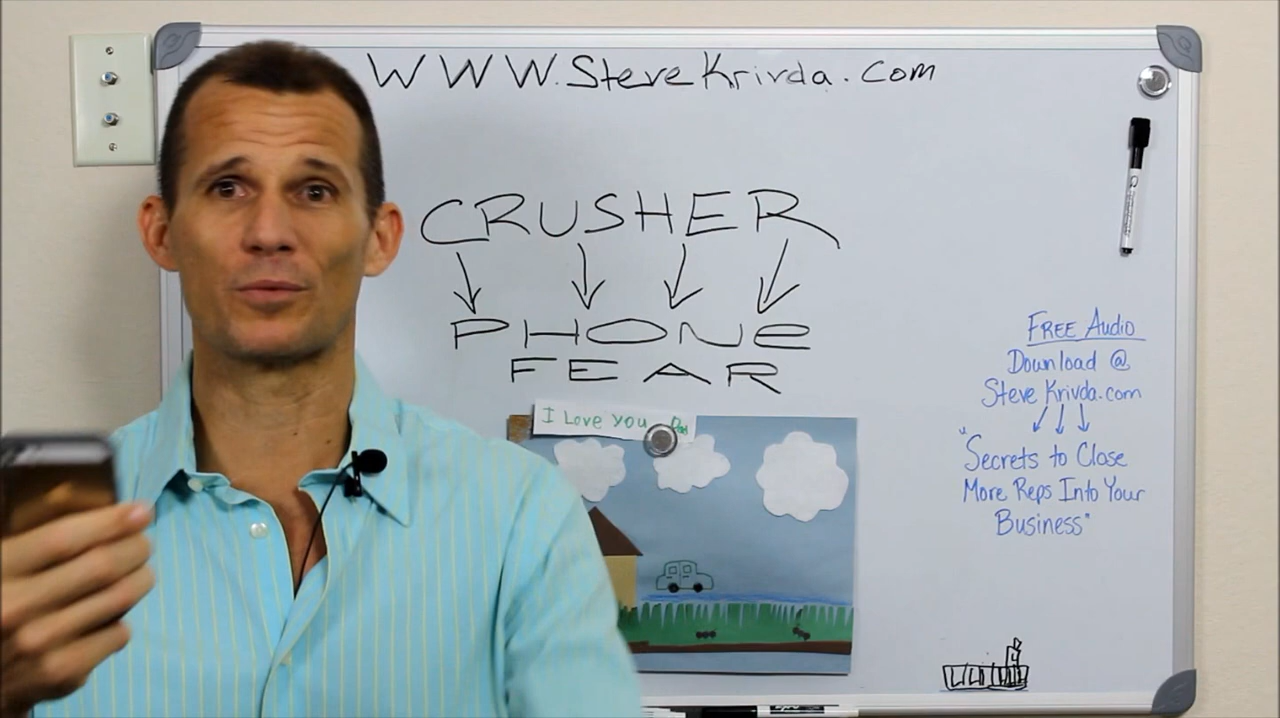 WWW.SteveKrivda.com
CRUSHER
PHONE
FEAR
I Love you
FREE Audio
Download @
Steve Krivda.com
"Secrets to Close
More Reps Into Your
Business"